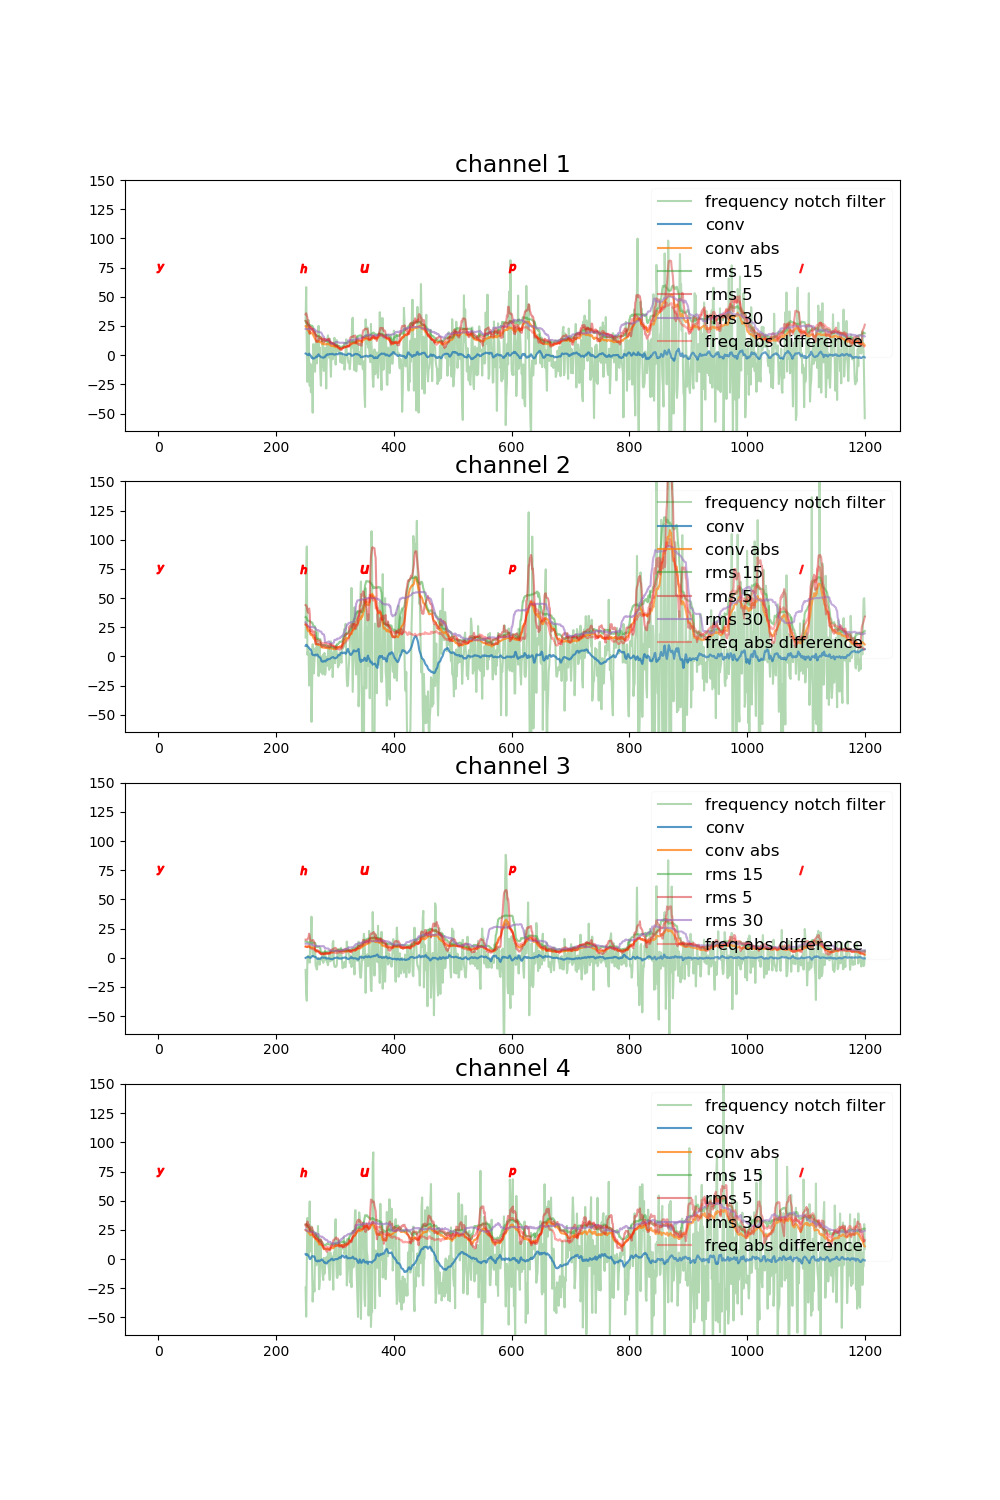 channel 1
150
125
100
75
50
25
0
−25
−50
y h u p l
frequency notch filter
conv
conv abs
rms 15
rms 5
rms 30
freq abs difference
0 200 400 600 800 1000 1200
channel 2
150
125
100
75
50
25
0
−25
−50
y h u p l
frequency notch filter
conv
conv abs
rms 15
rms 5
rms 30
freq abs difference
0 200 400 600 800 1000 1200
channel 3
150
125
100
75
50
25
0
−25
−50
y h u p l
frequency notch filter
conv
conv abs
rms 15
rms 5
rms 30
freq abs difference
0 200 400 600 800 1000 1200
channel 4
150
125
100
75
50
25
0
−25
−50
y h u p l
frequency notch filter
conv
conv abs
rms 15
rms 5
rms 30
freq abs difference
0 200 400 600 800 1000 1200